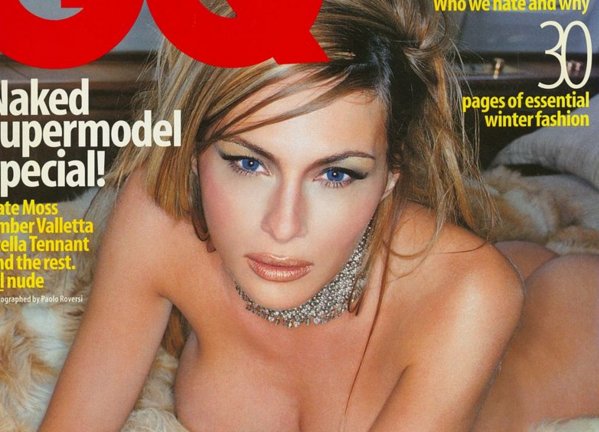 GQ
Who we hate and why
30
pages of essential
winter fashion
Naked
upermodel
pecial!
ate Moss
mber Valletta
ella Tennant
nd the rest.
l nude
tographed by Paolo Roversi